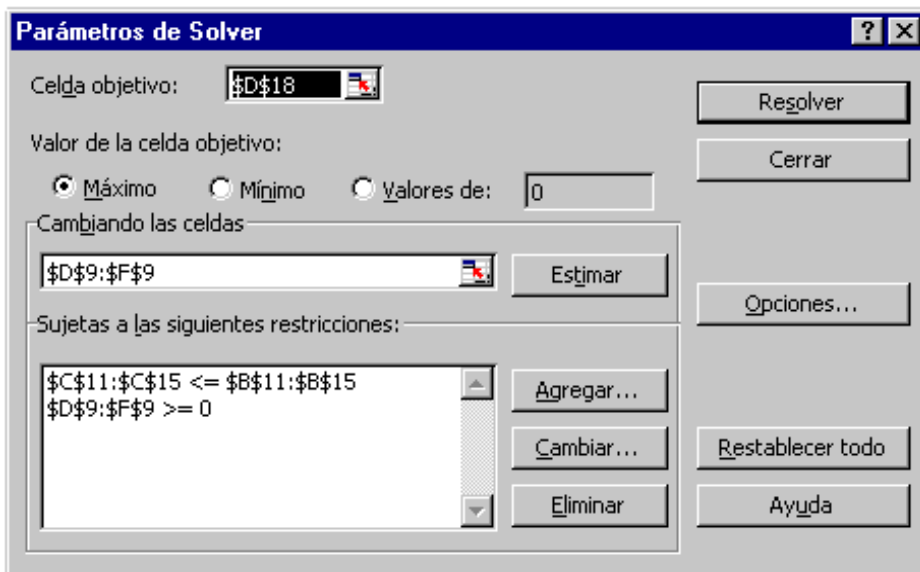 Parámetros de Solver
Celda objetivo: $D$18
Resolver
Valor de la celda objetivo:
Cerrar
Máximo Mínimo Valores de: 0
Cambiando las celdas
$D$9:$F$9 Estimar
Opciones...
Sujetas a las siguientes restricciones:
$C$11:$C$15 <= $B$11:$B$15
$D$9:$F$9 >= 0
Agregar...
Cambiar... Restablecer todo
Eliminar Ayuda